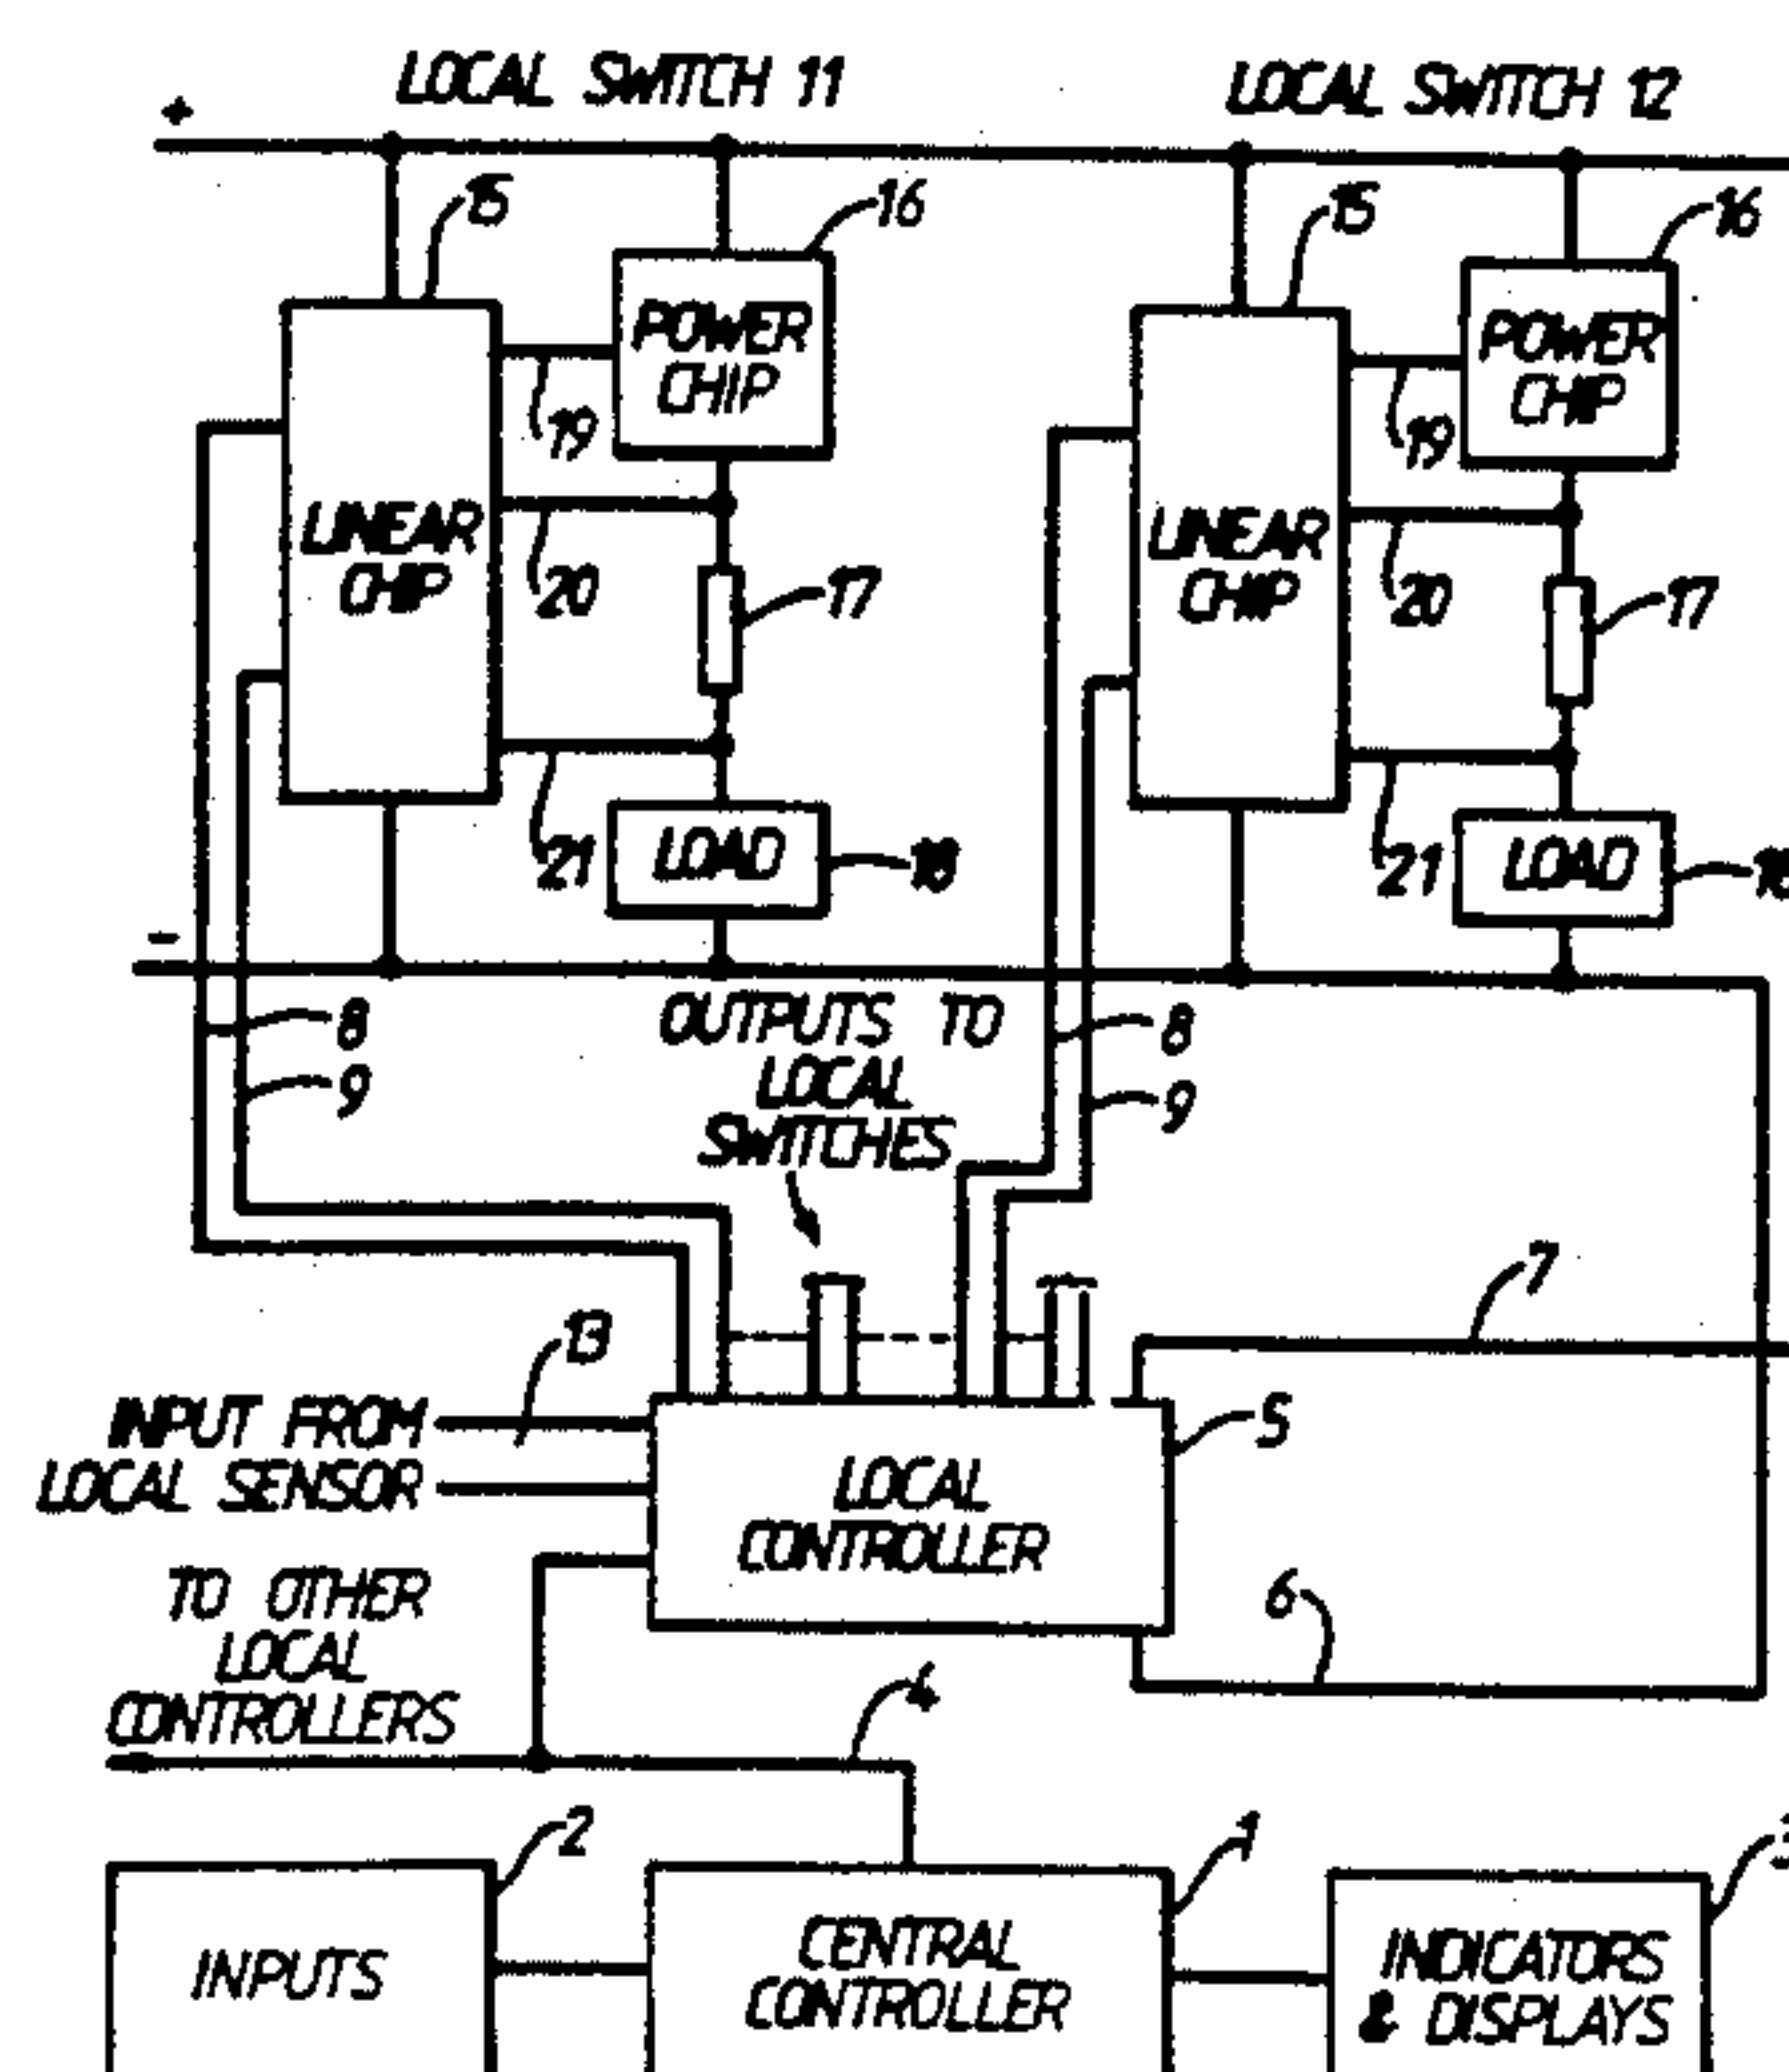 LOCAL SWITCH 11
LOCAL SWITCH 12
+
15
16
15
16
POWER
CHIP
POWER
CHIP
19
19
LINEAR
CHIP
LINEAR
CHIP
20
17
20
17
21
LOAD
18
21
LOAD
-
8
9
OUTPUTS TO
LOCAL
SWITCHES
8
9
7
13
INPUT FROM
LOCAL SENSOR
5
LOCAL
CONTROLLER
TO OTHER
LOCAL
CONTROLLERS
6
4
2
1
INPUTS
CENTRAL
CONTROLLER
INDICATORS
& DISPLAYS